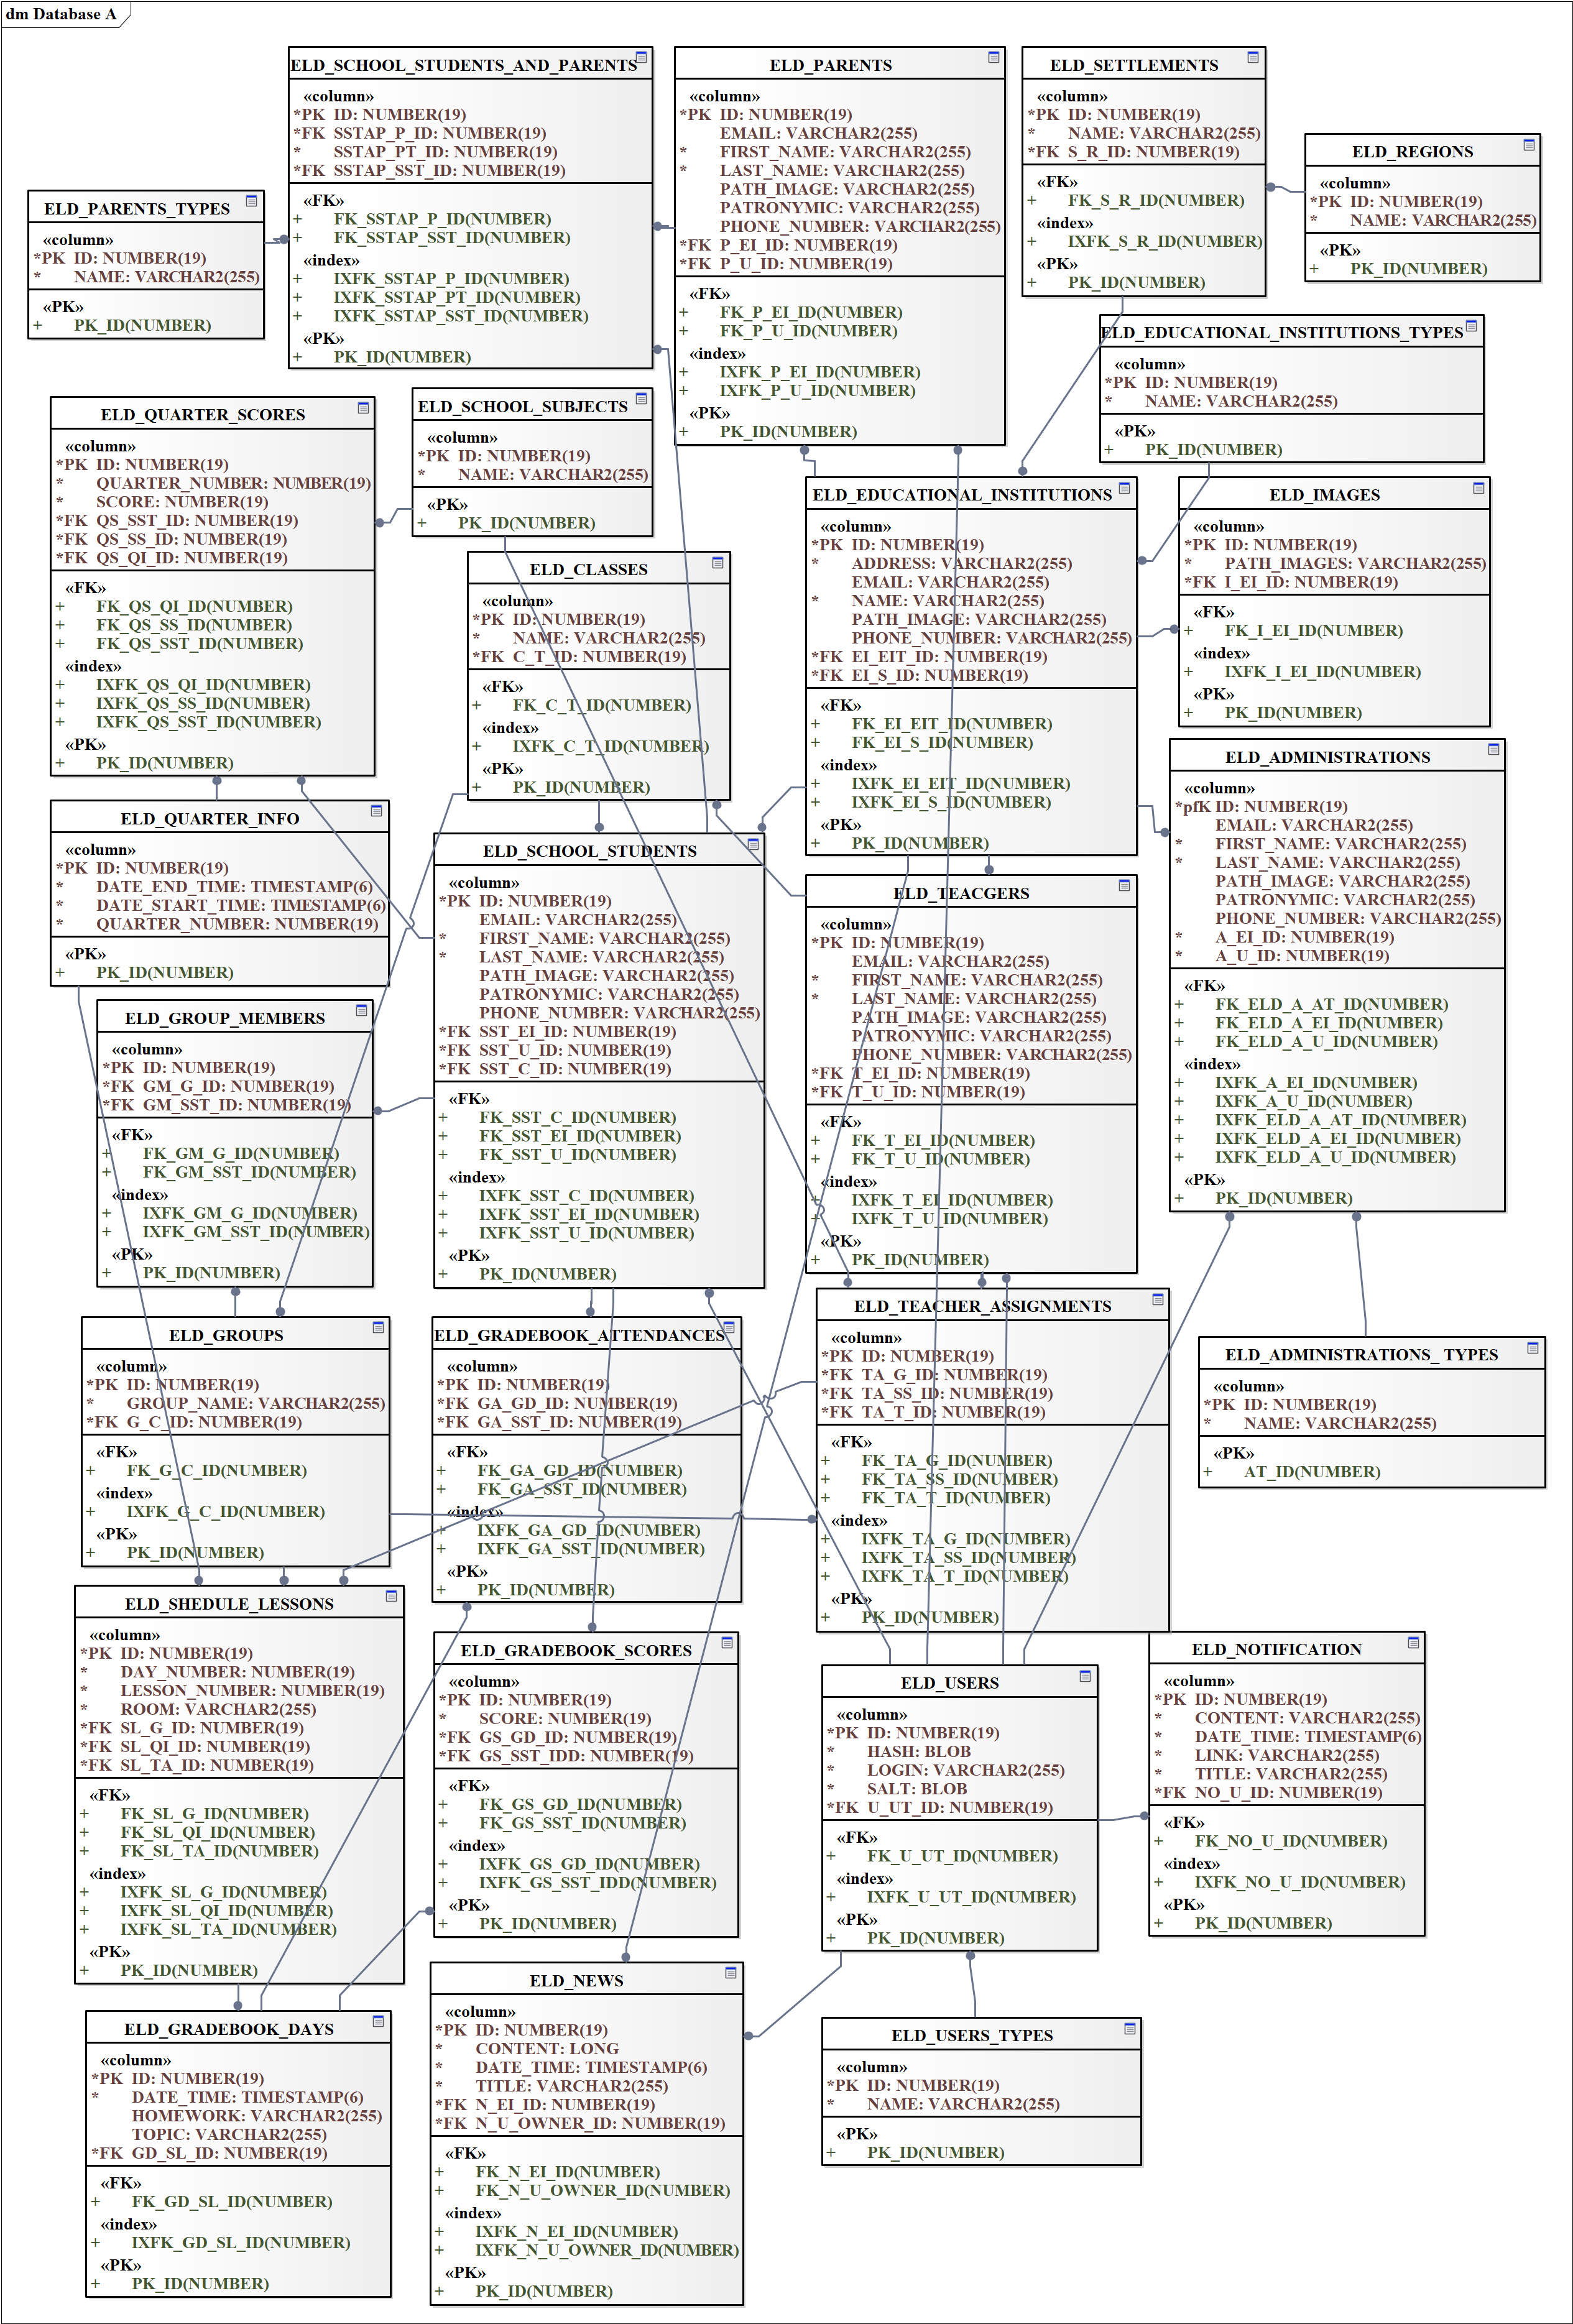 dm Database A
ELD_SCHOOL_STUDENTS_AND_PARENTS
«column»
*PK ID: NUMBER(19)
*FK SSTAP_P_ID: NUMBER(19)
* SSTAP_PT_ID: NUMBER(19)
*FK SSTAP_SST_ID: NUMBER(19)
«FK»
+ FK_SSTAP_P_ID(NUMBER)
+ FK_SSTAP_SST_ID(NUMBER)
«index»
+ IXFK_SSTAP_P_ID(NUMBER)
+ IXFK_SSTAP_PT_ID(NUMBER)
+ IXFK_SSTAP_SST_ID(NUMBER)
«PK»
+ PK_ID(NUMBER)
ELD_PARENTS
«column»
*PK ID: NUMBER(19)
EMAIL: VARCHAR2(255)
* FIRST_NAME: VARCHAR2(255)
* LAST_NAME: VARCHAR2(255)
PATH_IMAGE: VARCHAR2(255)
PATRONYMIC: VARCHAR2(255)
PHONE_NUMBER: VARCHAR2(255)
*FK P_EI_ID: NUMBER(19)
*FK P_U_ID: NUMBER(19)
«FK»
+ FK_P_EI_ID(NUMBER)
+ FK_P_U_ID(NUMBER)
«index»
+ IXFK_P_EI_ID(NUMBER)
+ IXFK_P_U_ID(NUMBER)
«PK»
+ PK_ID(NUMBER)
ELD_SETTLEMENTS
«column»
*PK ID: NUMBER(19)
* NAME: VARCHAR2(255)
*FK S_R_ID: NUMBER(19)
«FK»
+ FK_S_R_ID(NUMBER)
«index»
+ IXFK_S_R_ID(NUMBER)
«PK»
+ PK_ID(NUMBER)
ELD_REGIONS
«column»
*PK ID: NUMBER(19)
* NAME: VARCHAR2(255)
«PK»
+ PK_ID(NUMBER)
ELD_PARENTS_TYPES
«column»
*PK ID: NUMBER(19)
* NAME: VARCHAR2(255)
«PK»
+ PK_ID(NUMBER)
ELD_EDUCATIONAL_INSTITUTIONS_TYPES
«column»
*PK ID: NUMBER(19)
* NAME: VARCHAR2(255)
«PK»
+ PK_ID(NUMBER)
ELD_QUARTER_SCORES
«column»
*PK ID: NUMBER(19)
* QUARTER_NUMBER: NUMBER(19)
* SCORE: NUMBER(19)
*FK QS_SST_ID: NUMBER(19)
*FK QS_SS_ID: NUMBER(19)
*FK QS_QI_ID: NUMBER(19)
«FK»
+ FK_QS_QI_ID(NUMBER)
+ FK_QS_SS_ID(NUMBER)
+ FK_QS_SST_ID(NUMBER)
«index»
+ IXFK_QS_QI_ID(NUMBER)
+ IXFK_QS_SS_ID(NUMBER)
+ IXFK_QS_SST_ID(NUMBER)
«PK»
+ PK_ID(NUMBER)
ELD_SCHOOL_SUBJECTS
«column»
*PK ID: NUMBER(19)
* NAME: VARCHAR2(255)
«PK»
+ PK_ID(NUMBER)
ELD_EDUCATIONAL_INSTITUTIONS
«column»
*PK ID: NUMBER(19)
* ADDRESS: VARCHAR2(255)
EMAIL: VARCHAR2(255)
* NAME: VARCHAR2(255)
PATH_IMAGE: VARCHAR2(255)
PHONE_NUMBER: VARCHAR2(255)
*FK EI_EIT_ID: NUMBER(19)
*FK EI_S_ID: NUMBER(19)
«FK»
+ FK_EI_EIT_ID(NUMBER)
+ FK_EI_S_ID(NUMBER)
«index»
+ IXFK_EI_EIT_ID(NUMBER)
+ IXFK_EI_S_ID(NUMBER)
«PK»
+ PK_ID(NUMBER)
ELD_IMAGES
«column»
*PK ID: NUMBER(19)
* PATH_IMAGES: VARCHAR2(255)
*FK I_EI_ID: NUMBER(19)
«FK»
+ FK_I_EI_ID(NUMBER)
«index»
+ IXFK_I_EI_ID(NUMBER)
«PK»
+ PK_ID(NUMBER)
ELD_CLASSES
«column»
*PK ID: NUMBER(19)
* NAME: VARCHAR2(255)
*FK C_T_ID: NUMBER(19)
«FK»
+ FK_C_T_ID(NUMBER)
«index»
+ IXFK_C_T_ID(NUMBER)
«PK»
+ PK_ID(NUMBER)
ELD_ADMINISTRATIONS
«column»
*pfK ID: NUMBER(19)
EMAIL: VARCHAR2(255)
* FIRST_NAME: VARCHAR2(255)
* LAST_NAME: VARCHAR2(255)
PATH_IMAGE: VARCHAR2(255)
PATRONYMIC: VARCHAR2(255)
PHONE_NUMBER: VARCHAR2(255)
* A_EI_ID: NUMBER(19)
* A_U_ID: NUMBER(19)
«FK»
+ FK_ELD_A_AT_ID(NUMBER)
+ FK_ELD_A_EI_ID(NUMBER)
+ FK_ELD_A_U_ID(NUMBER)
«index»
+ IXFK_A_EI_ID(NUMBER)
+ IXFK_A_U_ID(NUMBER)
+ IXFK_ELD_A_AT_ID(NUMBER)
+ IXFK_ELD_A_EI_ID(NUMBER)
+ IXFK_ELD_A_U_ID(NUMBER)
«PK»
+ PK_ID(NUMBER)
ELD_QUARTER_INFO
«column»
*PK ID: NUMBER(19)
* DATE_END_TIME: TIMESTAMP(6)
* DATE_START_TIME: TIMESTAMP(6)
* QUARTER_NUMBER: NUMBER(19)
«PK»
+ PK_ID(NUMBER)
ELD_SCHOOL_STUDENTS
«column»
*PK ID: NUMBER(19)
EMAIL: VARCHAR2(255)
* FIRST_NAME: VARCHAR2(255)
* LAST_NAME: VARCHAR2(255)
PATH_IMAGE: VARCHAR2(255)
PATRONYMIC: VARCHAR2(255)
PHONE_NUMBER: VARCHAR2(255)
*FK SST_EI_ID: NUMBER(19)
*FK SST_U_ID: NUMBER(19)
*FK SST_C_ID: NUMBER(19)
«FK»
+ FK_SST_C_ID(NUMBER)
+ FK_SST_EI_ID(NUMBER)
+ FK_SST_U_ID(NUMBER)
«index»
+ IXFK_SST_C_ID(NUMBER)
+ IXFK_SST_EI_ID(NUMBER)
+ IXFK_SST_U_ID(NUMBER)
«PK»
+ PK_ID(NUMBER)
ELD_TEACGERS
«column»
*PK ID: NUMBER(19)
EMAIL: VARCHAR2(255)
* FIRST_NAME: VARCHAR2(255)
* LAST_NAME: VARCHAR2(255)
PATH_IMAGE: VARCHAR2(255)
PATRONYMIC: VARCHAR2(255)
PHONE_NUMBER: VARCHAR2(255)
*FK T_EI_ID: NUMBER(19)
*FK T_U_ID: NUMBER(19)
«FK»
+ FK_T_EI_ID(NUMBER)
+ FK_T_U_ID(NUMBER)
«index»
+ IXFK_T_EI_ID(NUMBER)
+ IXFK_T_U_ID(NUMBER)
«PK»
+ PK_ID(NUMBER)
ELD_GROUP_MEMBERS
«column»
*PK ID: NUMBER(19)
*FK GM_G_ID: NUMBER(19)
*FK GM_SST_ID: NUMBER(19)
«FK»
+ FK_GM_G_ID(NUMBER)
+ FK_GM_SST_ID(NUMBER)
«index»
+ IXFK_GM_G_ID(NUMBER)
+ IXFK_GM_SST_ID(NUMBER)
«PK»
+ PK_ID(NUMBER)
ELD_GROUPS
«column»
*PK ID: NUMBER(19)
* GROUP_NAME: VARCHAR2(255)
*FK G_C_ID: NUMBER(19)
«FK»
+ FK_G_C_ID(NUMBER)
«index»
+ IXFK_G_C_ID(NUMBER)
«PK»
+ PK_ID(NUMBER)
ELD_GRADEBOOK_ATTENDANCES
«column»
*PK ID: NUMBER(19)
*FK GA_GD_ID: NUMBER(19)
*FK GA_SST_ID: NUMBER(19)
«FK»
+ FK_GA_GD_ID(NUMBER)
+ FK_GA_SST_ID(NUMBER)
«index»
+ IXFK_GA_GD_ID(NUMBER)
+ IXFK_GA_SST_ID(NUMBER)
«PK»
+ PK_ID(NUMBER)
ELD_TEACHER_ASSIGNMENTS
«column»
*PK ID: NUMBER(19)
*FK TA_G_ID: NUMBER(19)
*FK TA_SS_ID: NUMBER(19)
*FK TA_T_ID: NUMBER(19)
«FK»
+ FK_TA_G_ID(NUMBER)
+ FK_TA_SS_ID(NUMBER)
+ FK_TA_T_ID(NUMBER)
«index»
+ IXFK_TA_G_ID(NUMBER)
+ IXFK_TA_SS_ID(NUMBER)
+ IXFK_TA_T_ID(NUMBER)
«PK»
+ PK_ID(NUMBER)
ELD_ADMINISTRATIONS_ TYPES
«column»
*PK ID: NUMBER(19)
* NAME: VARCHAR2(255)
«PK»
+ AT_ID(NUMBER)
ELD_SHEDULE_LESSONS
«column»
*PK ID: NUMBER(19)
* DAY_NUMBER: NUMBER(19)
* LESSON_NUMBER: NUMBER(19)
* ROOM: VARCHAR2(255)
*FK SL_G_ID: NUMBER(19)
*FK SL_QI_ID: NUMBER(19)
*FK SL_TA_ID: NUMBER(19)
«FK»
+ FK_SL_G_ID(NUMBER)
+ FK_SL_QI_ID(NUMBER)
+ FK_SL_TA_ID(NUMBER)
«index»
+ IXFK_SL_G_ID(NUMBER)
+ IXFK_SL_QI_ID(NUMBER)
+ IXFK_SL_TA_ID(NUMBER)
«PK»
+ PK_ID(NUMBER)
ELD_GRADEBOOK_SCORES
«column»
*PK ID: NUMBER(19)
* SCORE: NUMBER(19)
*FK GS_GD_ID: NUMBER(19)
*FK GS_SST_IDD: NUMBER(19)
«FK»
+ FK_GS_GD_ID(NUMBER)
+ FK_GS_SST_ID(NUMBER)
«index»
+ IXFK_GS_GD_ID(NUMBER)
+ IXFK_GS_SST_IDD(NUMBER)
«PK»
+ PK_ID(NUMBER)
ELD_USERS
«column»
*PK ID: NUMBER(19)
* HASH: BLOB
* LOGIN: VARCHAR2(255)
* SALT: BLOB
*FK U_UT_ID: NUMBER(19)
«FK»
+ FK_U_UT_ID(NUMBER)
«index»
+ IXFK_U_UT_ID(NUMBER)
«PK»
+ PK_ID(NUMBER)
ELD_NOTIFICATION
«column»
*PK ID: NUMBER(19)
* CONTENT: VARCHAR2(255)
* DATE_TIME: TIMESTAMP(6)
* LINK: VARCHAR2(255)
* TITLE: VARCHAR2(255)
*FK NO_U_ID: NUMBER(19)
«FK»
+ FK_NO_U_ID(NUMBER)
«index»
+ IXFK_NO_U_ID(NUMBER)
«PK»
+ PK_ID(NUMBER)
ELD_GRADEBOOK_DAYS
«column»
*PK ID: NUMBER(19)
* DATE_TIME: TIMESTAMP(6)
HOMEWORK: VARCHAR2(255)
TOPIC: VARCHAR2(255)
*FK GD_SL_ID: NUMBER(19)
«FK»
+ FK_GD_SL_ID(NUMBER)
«index»
+ IXFK_GD_SL_ID(NUMBER)
«PK»
+ PK_ID(NUMBER)
ELD_NEWS
«column»
*PK ID: NUMBER(19)
* CONTENT: LONG
* DATE_TIME: TIMESTAMP(6)
* TITLE: VARCHAR2(255)
*FK N_EI_ID: NUMBER(19)
*FK N_U_OWNER_ID: NUMBER(19)
«FK»
+ FK_N_EI_ID(NUMBER)
+ FK_N_U_OWNER_ID(NUMBER)
«index»
+ IXFK_N_EI_ID(NUMBER)
+ IXFK_N_U_OWNER_ID(NUMBER)
«PK»
+ PK_ID(NUMBER)
ELD_USERS_TYPES
«column»
*PK ID: NUMBER(19)
* NAME: VARCHAR2(255)
«PK»
+ PK_ID(NUMBER)